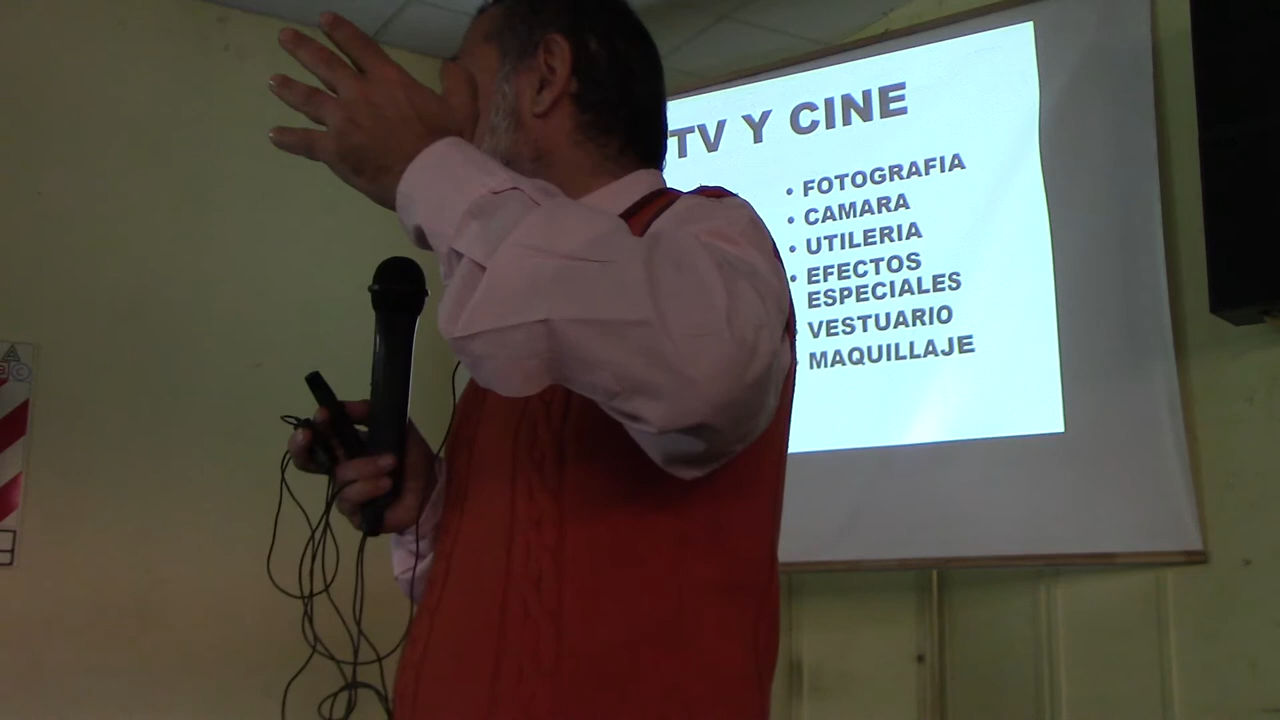 TV Y CINE
• FOTOGRAFIA
• CAMARA
• UTILERIA
• EFECTOS
ESPECIALES
VESTUARIO
MAQUILLAJE
A
B C